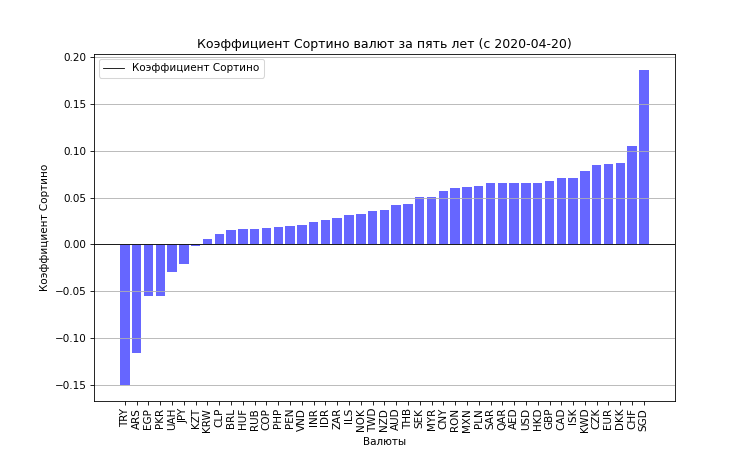 Коэффициент Сортино валют за пять лет (с 2020-04-20)
Коэффициент Сортино
Коэффициент Сортино
0.20
0.15
0.10
0.05
0.00
−0.05
−0.10
−0.15
TRY
ARS
EGP
PKR
UAH
JPY
KZT
KRW
CLP
BRL
HUF
RUB
COP
PHP
PEN
VND
INR
IDR
ZAR
ILS
NOK
TWD
NZD
AUD
THB
SEK
MYR
CNY
RON
MXN
PLN
SAR
QAR
AED
USD
HKD
GBP
CAD
ISK
KWD
CZK
EUR
DKK
CHF
SGD
Валюты